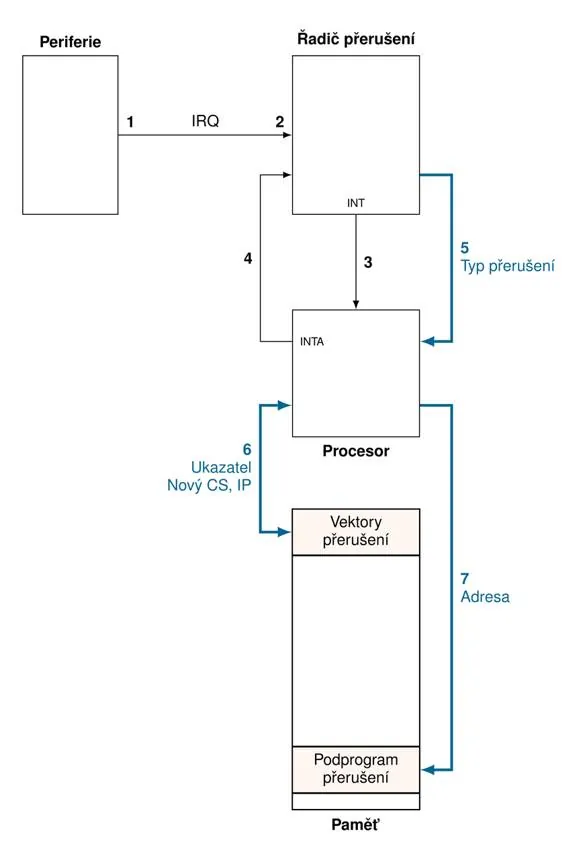 Periferie
Řadič přerušení
1
IRQ
2
INT
4
3
5
Typ přerušení
INTA
Procesor
6
Ukazatel
Nový CS, IP
Vektory
přerušení
7
Adresa
Podprogram
přerušení
Paměť